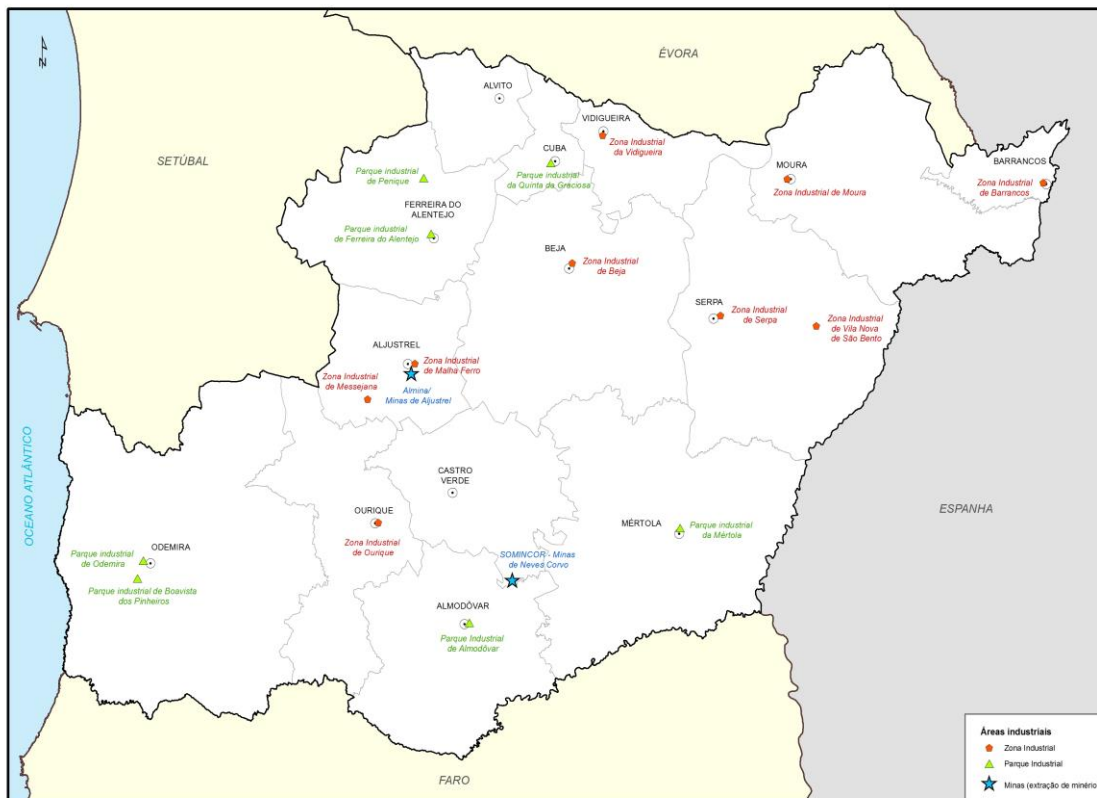 ÉVORA
ALVITO
VIDIGUEIRA
Zona Industrial
da Vidigueira
CUBA
SETÚBAL
Parque industrial
de Penique
Parque industrial
da Quinta da Greciosa
MOURA
Zona Industrial de Moura
BARRANCOS
Zona Industrial
de Barrancos
FERREIRA DO
ALENTEJO
Parque industrial
de Ferreira do Alentejo
BEJA
Zona Industrial
de Beja
SERPA
Zona Industrial
de Serpa
Zona Industrial
de Vila Nova
de São Bento
ALJUSTREL
Zona Industrial
de Malha Ferro
Zona Industrial
de Messejana
Almina/
Minas de Aljustrel
OCEANO ATLÂNTICO
CASTRO
VERDE
OURIQUE
Zona Industrial
de Ourique
MÉRTOLA
Parque industrial
da Mértola
ESPANHA
ODEMIRA
Parque industrial
de Odemira
Parque industrial de Boavista
dos Pinheiros
SOMINCOR - Minas
de Neves Corvo
ALMODÔVAR
Parque Industrial
de Almodôvar
FARO
Áreas industriais
Zona Industrial
Parque Industrial
Minas (extração de minério